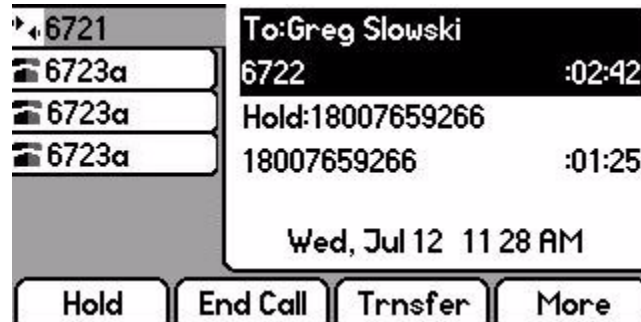 6721
6723a
6723a
6723a
To:Greg Slowski
6722 :02:42
Hold:18007659266
18007659266 :01:25
Wed, Jul 12 11 28 AM
Hold End Call Trnsfer More